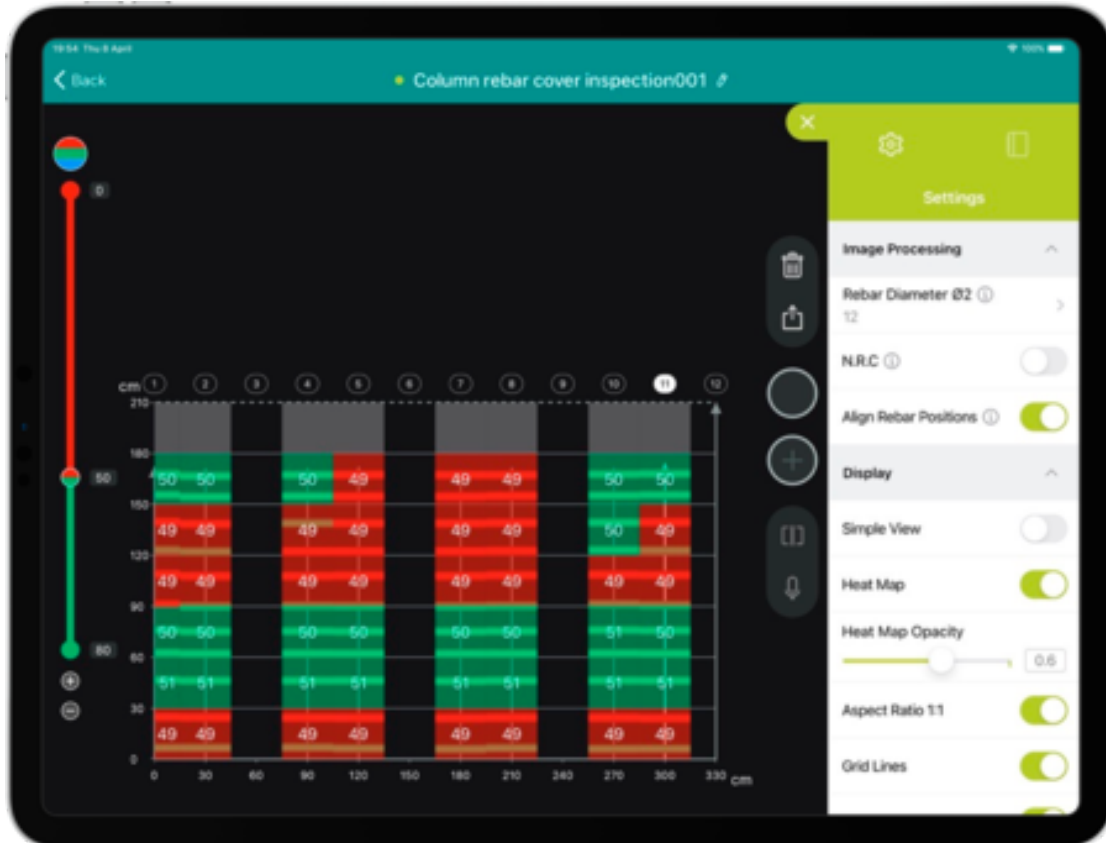 19:54 Thu 8 April
100%
Back
Column rebar cover inspection001
Settings
Image Processing
Rebar Diameter Ø2
12
N.R.C
Align Rebar Positions
Display
Simple View
Heat Map
Heat Map Opacity
0.6
Aspect Ratio 1:1
Grid Lines
0
50
80
cm 1 2 3 4 5 6 7 8 9 10 11 12
210
180
50 50 50 49 49 49 50 50
150
49 49 49 49 49 49 50 49
120
49 49 49 49 49 49 49 49
90
50 50 50 50 50 50 51 50
60
51 51 51 51 51 51 51 51
30
49 49 49 49 49 49 49 49
0
0 30 60 90 120 150 180 210 240 270 300 330 cm